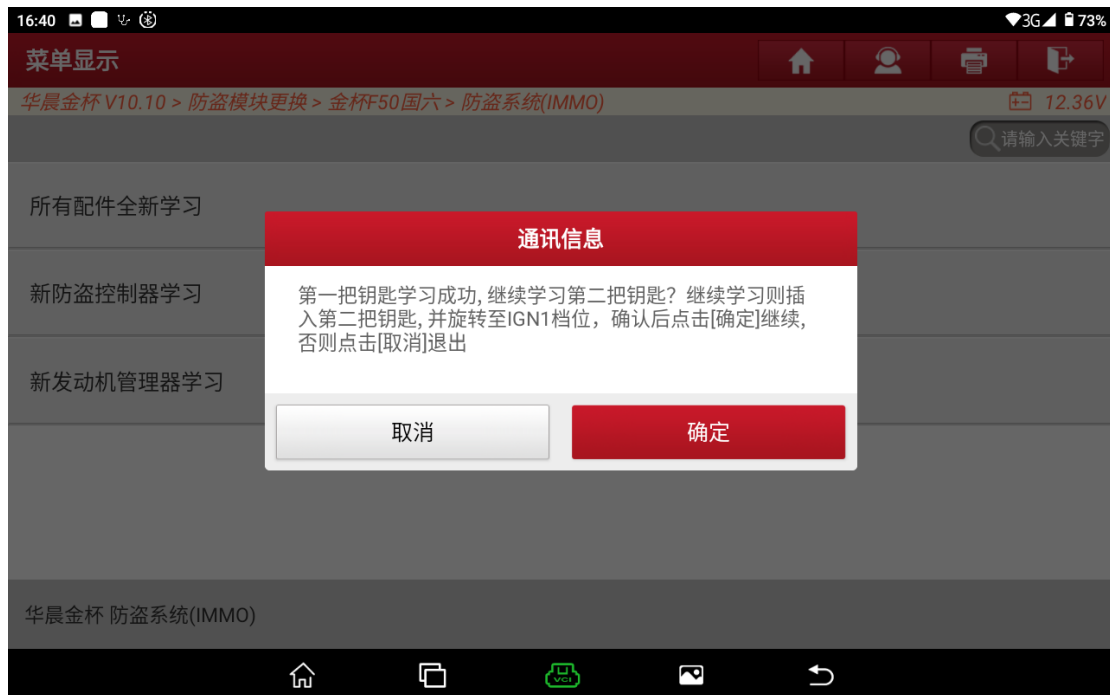 16:40
3G 73%
菜单显示
华晨金杯 V10.10 > 防盗模块更换 > 金杯F50国六 > 防盗系统(IMMO)
12.36V
请输入关键字
所有配件全新学习
通讯信息
新防盗控制器学习
第一把钥匙学习成功, 继续学习第二把钥匙？继续学习则插
入第二把钥匙, 并旋转至IGN1档位，确认后点击[确定]继续,
否则点击[取消]退出
新发动机管理器学习
取消
确定
华晨金杯 防盗系统(IMMO)
VCI